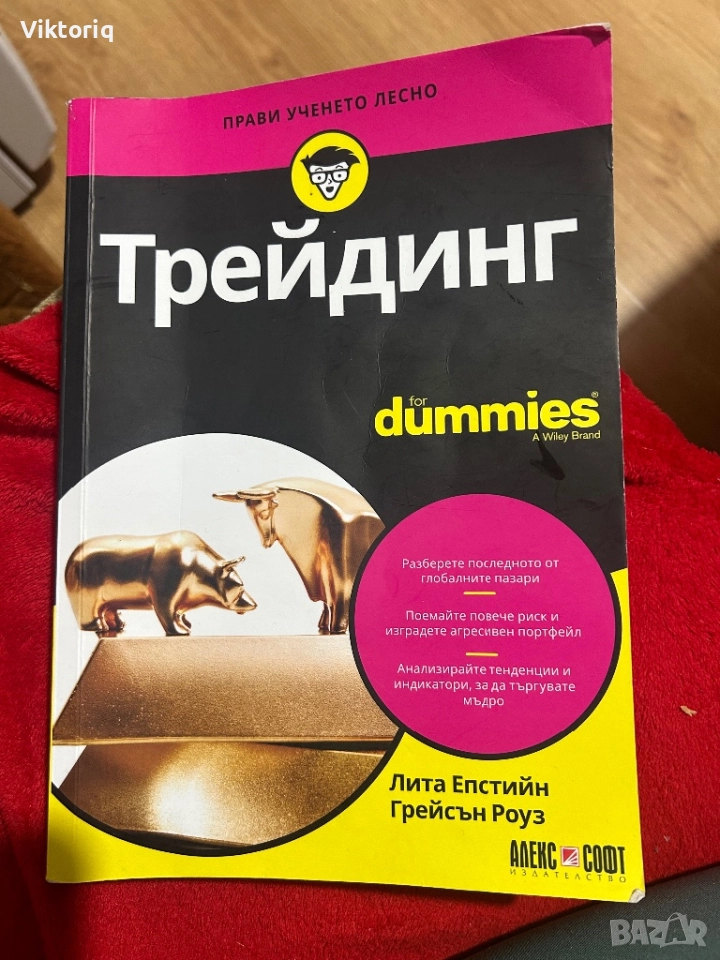 Viktoriq
ПРАВИ УЧЕНЕТО ЛЕСНО
Трейдинг
for
dummies®
A Wiley Brand
Разберете последното от
глобалните пазари
Поемайте повече риск и
изградете агресивен портфейл
Анализирайте тенденции и
индикатори, за да търгувате
мъдро
Лита Епстийн
Грейсън Роуз
АЛЕКС СОФТ
ИЗДАТЕЛСТВО
BAZAR